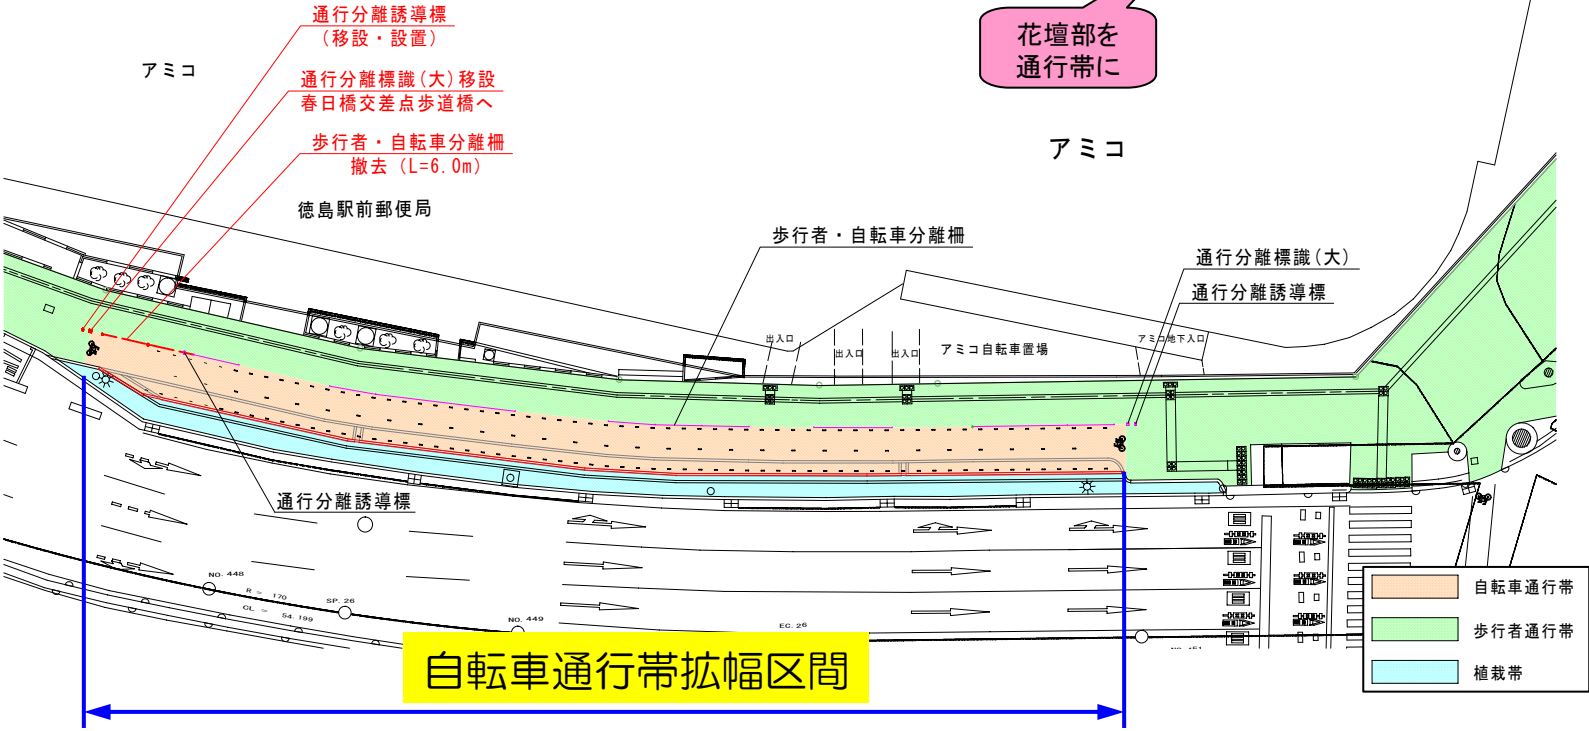 通行分離誘導標
(移設・設置)
花壇部を
通行帯に
アミコ
通行分離標識(大)移設
春日橋交差点歩道橋へ
歩行者・自転車分離柵
撤去 (L=6.0m)
アミコ
徳島駅前郵便局
歩行者・自転車分離柵
通行分離標識(大)
通行分離誘導標
出入口
出入口
出入口
アミコ自転車置場
アミコ地下入口
通行分離誘導標
NO. 448
R = 170
CL = 54.199
SP. 26
NO. 449
EC. 26
自転車通行帯拡幅区間
自転車通行帯
歩行者通行帯
植栽帯